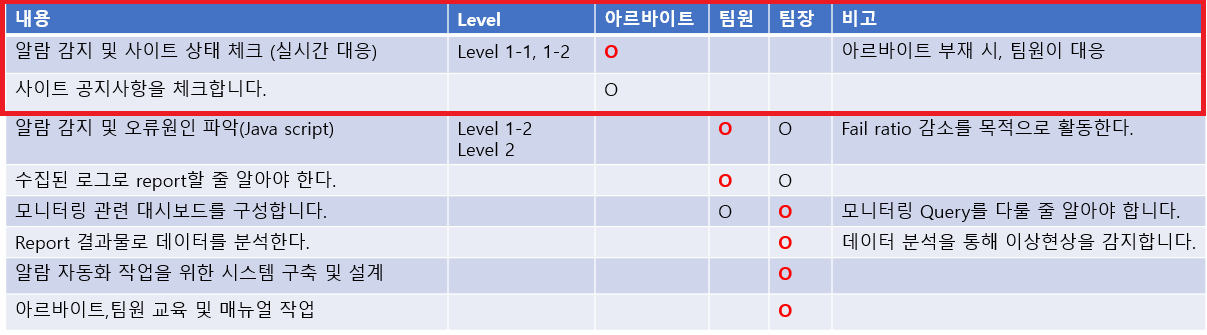 내용 Level 아르바이트 팀원 팀장 비고
알람 감지 및 사이트 상태 체크 (실시간 대응) Level 1-1, 1-2 O 아르바이트 부재 시, 팀원이 대응
사이트 공지사항을 체크합니다. O
알람 감지 및 오류원인 파악(Java script) Level 1-2 O O Fail ratio 감소를 목적으로 활동한다.
Level 2
수집된 로그로 report할 줄 알아야 한다. O O
모니터링 관련 대시보드를 구성합니다. O O 모니터링 Query를 다룰 줄 알아야 합니다.
Report 결과물로 데이터를 분석한다. O 데이터 분석을 통해 이상현상을 감지합니다.
알람 자동화 작업을 위한 시스템 구축 및 설계 O
아르바이트,팀원 교육 및 매뉴얼 작업 O